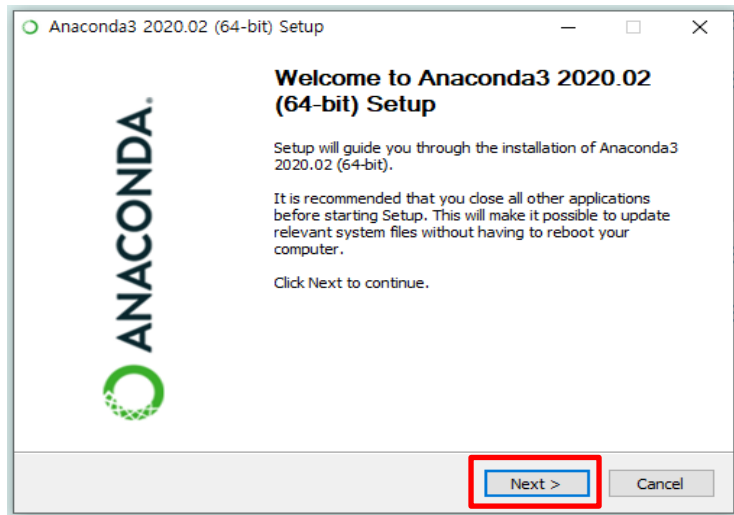 Anaconda3 2020.02 (64-bit) Setup
Welcome to Anaconda3 2020.02
(64-bit) Setup
Setup will guide you through the installation of Anaconda3
2020.02 (64-bit).
It is recommended that you close all other applications
before starting Setup. This will make it possible to update
relevant system files without having to reboot your
computer.
Click Next to continue.
ANACONDA.
Next >
Cancel